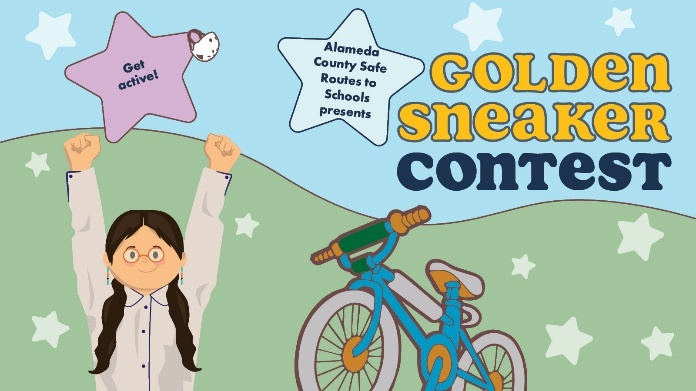 Get
active!
Alameda
County Safe
Routes to
Schools
presents
GOLDEN
SNEAKER
CONTEST